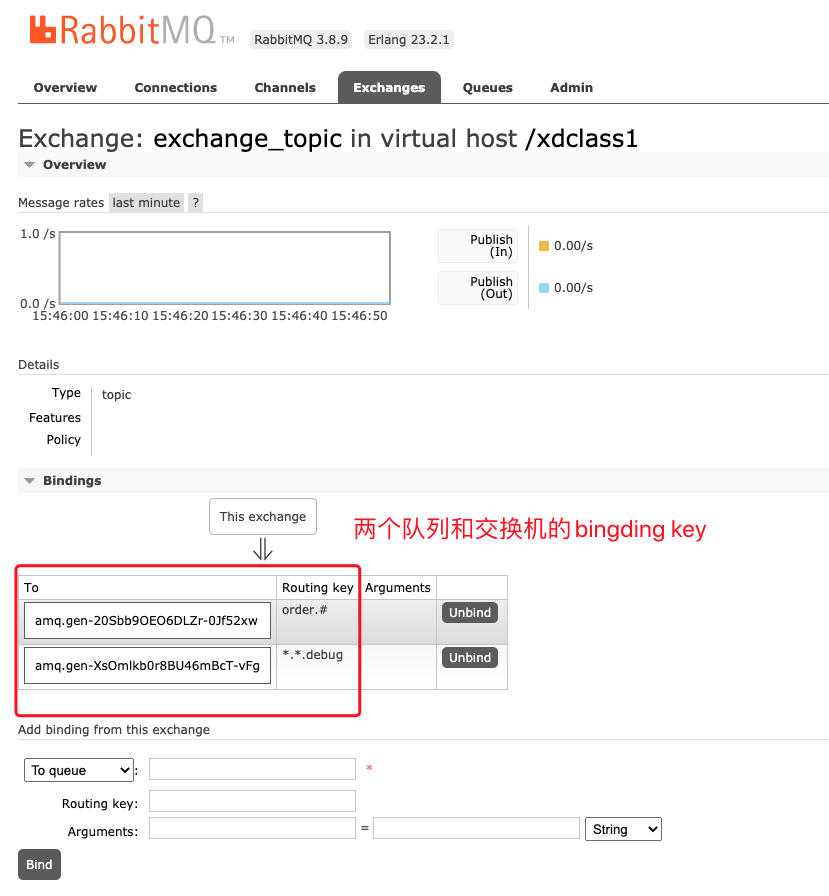 RabbitMQ TM RabbitMQ 3.8.9 Erlang 23.2.1
Overview Connections Channels Exchanges Queues Admin
Exchange: exchange_topic in virtual host /xdclass1
Overview
Message rates last minute ?
1.0 /s
0.0 /s
15:46:00 15:46:10 15:46:20 15:46:30 15:46:40 15:46:50
Publish
(In)
0.00/s
Publish
(Out)
0.00/s
Details
Type topic
Features
Policy
Bindings
This exchange
两个队列和交换机的bingding key
To Routing key Arguments
amq.gen-20Sbb9OEO6DLZr-0Jf52xw order.# Unbind
amq.gen-XsOmlkb0r8BU46mBcT-vFg *.*.debug Unbind
Add binding from this exchange
To queue : *
Routing key:
Arguments: = String
Bind